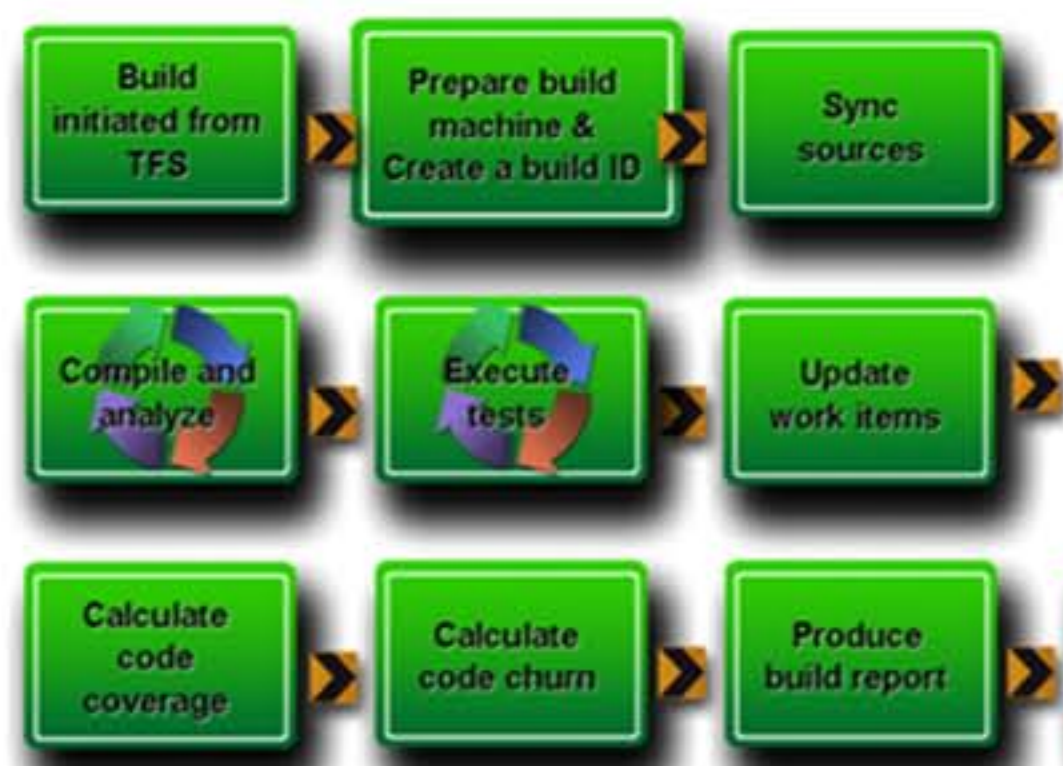 Build
initiated from
TFS
Prepare build
machine &
Create a build ID
Sync
sources
Compile and
analyze
Execute
tests
Update
work items
Calculate
code
coverage
Calculate
code churn
Produce
build report